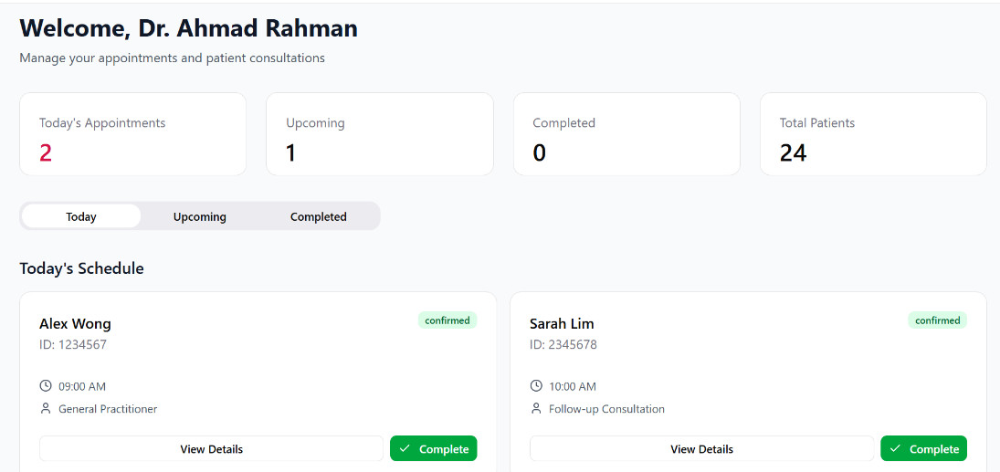 Welcome, Dr. Ahmad Rahman
Manage your appointments and patient consultations
Today's Appointments
2
Upcoming
1
Completed
0
Total Patients
24
Today Upcoming Completed
Today's Schedule
Alex Wong
confirmed
ID: 1234567
09:00 AM
General Practitioner
View Details Complete
Sarah Lim
confirmed
ID: 2345678
10:00 AM
Follow-up Consultation
View Details Complete